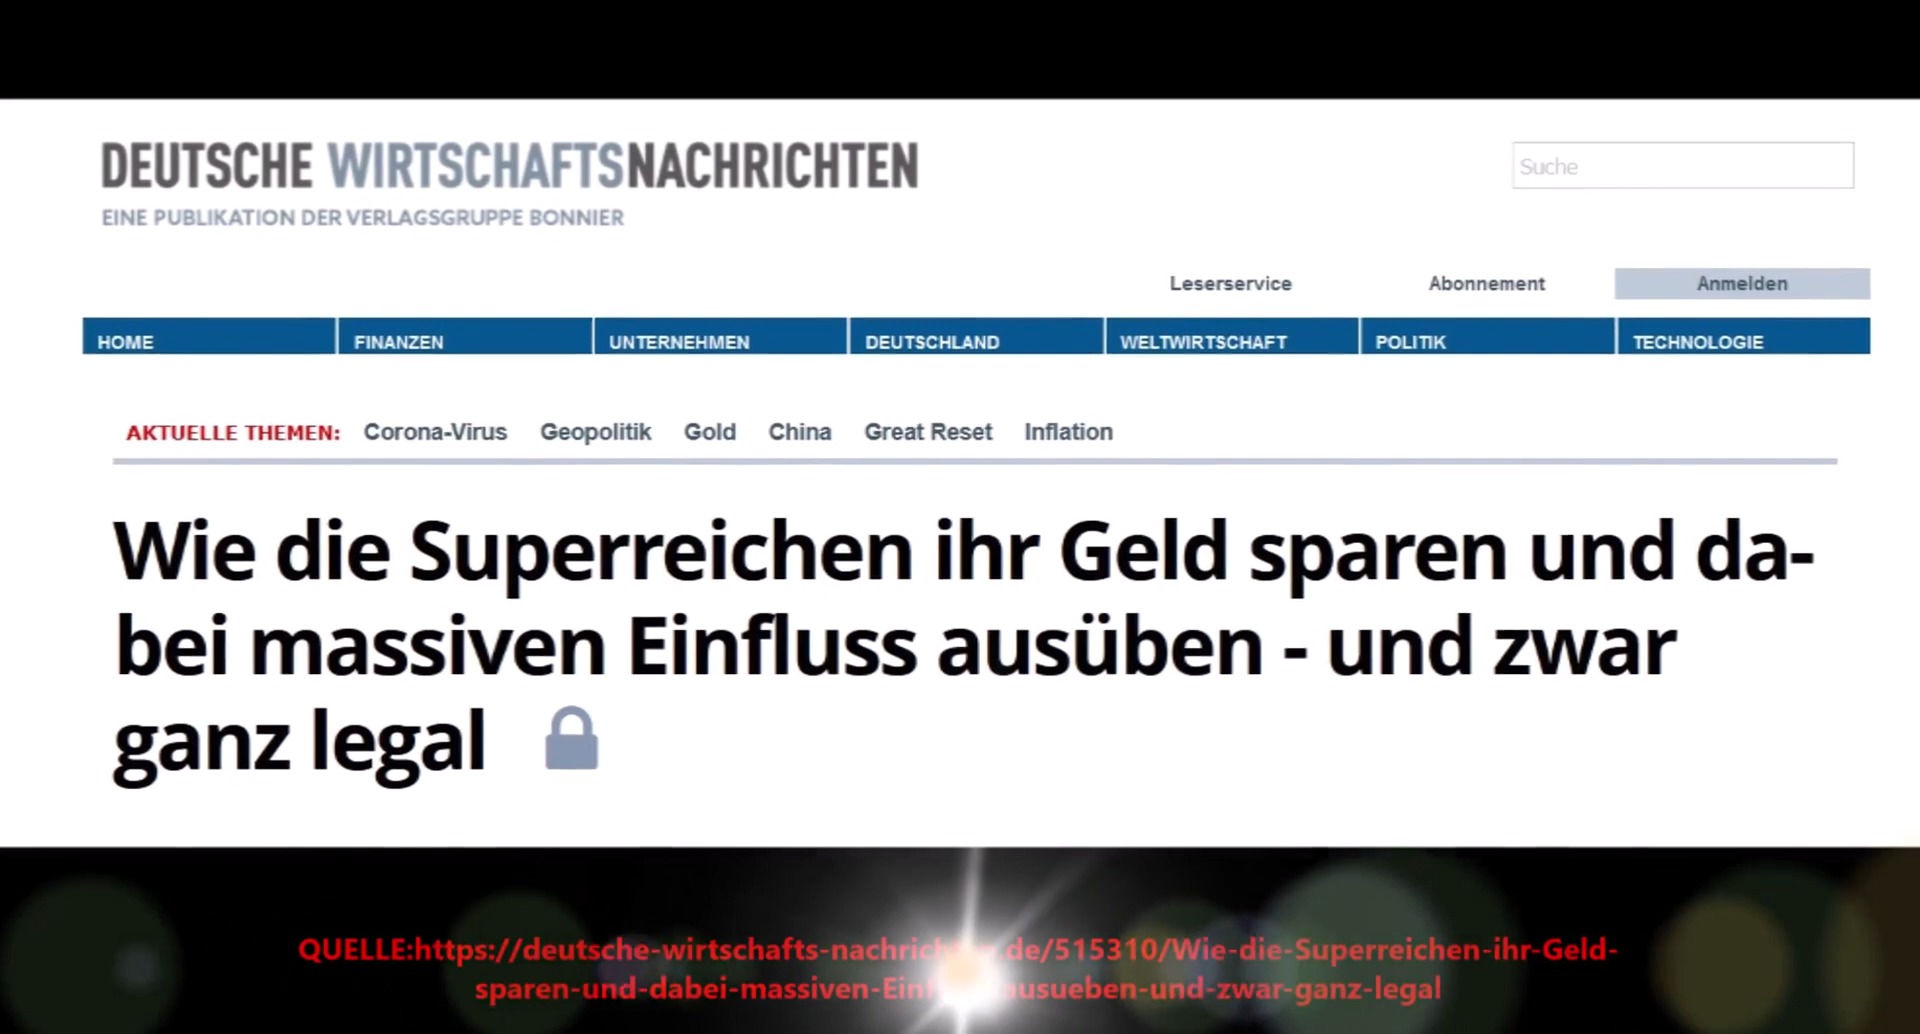 DEUTSCHE WIRTSCHAFTSNACHRICHTEN
EINE PUBLIKATION DER VERLAGSGRUPPE BONNIER
Suche
Leserservice Abonnement Anmelden
HOME FINANZEN UNTERNEHMEN DEUTSCHLAND WELTWIRTSCHAFT POLITIK TECHNOLOGIE
AKTUELLE THEMEN: Corona-Virus Geopolitik Gold China Great Reset Inflation
Wie die Superreichen ihr Geld sparen und da-
bei massiven Einfluss ausüben - und zwar
ganz legal
QUELLE:https://deutsche-wirtschafts-nachrichten.de/515310/Wie-die-Superreichen-ihr-Geld-
sparen-und-dabei-massiven-Einfluss-ausueben-und-zwar-ganz-legal